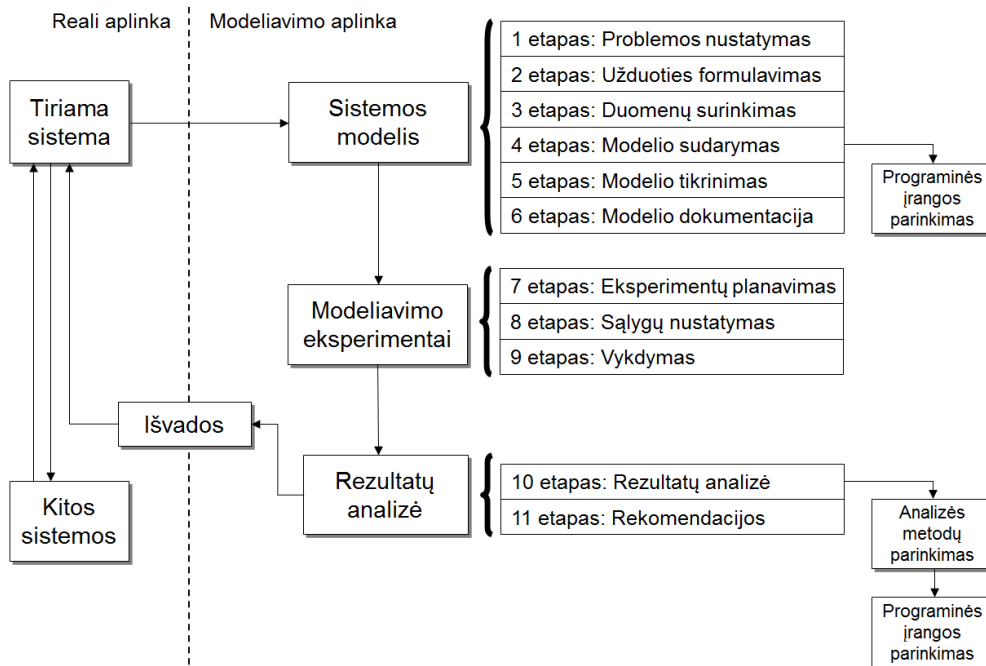 Reali aplinka
Modeliavimo aplinka
Tiriama
sistema
Sistemos
modelis
1 etapas: Problemos nustatymas
2 etapas: Užduoties formulavimas
3 etapas: Duomenų surinkimas
4 etapas: Modelio sudarymas
5 etapas: Modelio tikrinimas
6 etapas: Modelio dokumentacija
Programinės
įrangos
parinkimas
Modeliavimo
eksperimentai
7 etapas: Eksperimentų planavimas
8 etapas: Sąlygų nustatymas
9 etapas: Vykdymas
Išvados
Kitos
sistemos
Rezultatų
analizė
10 etapas: Rezultatų analizė
11 etapas: Rekomendacijos
Analizės
metodų
parinkimas
Programinės
įrangos
parinkimas